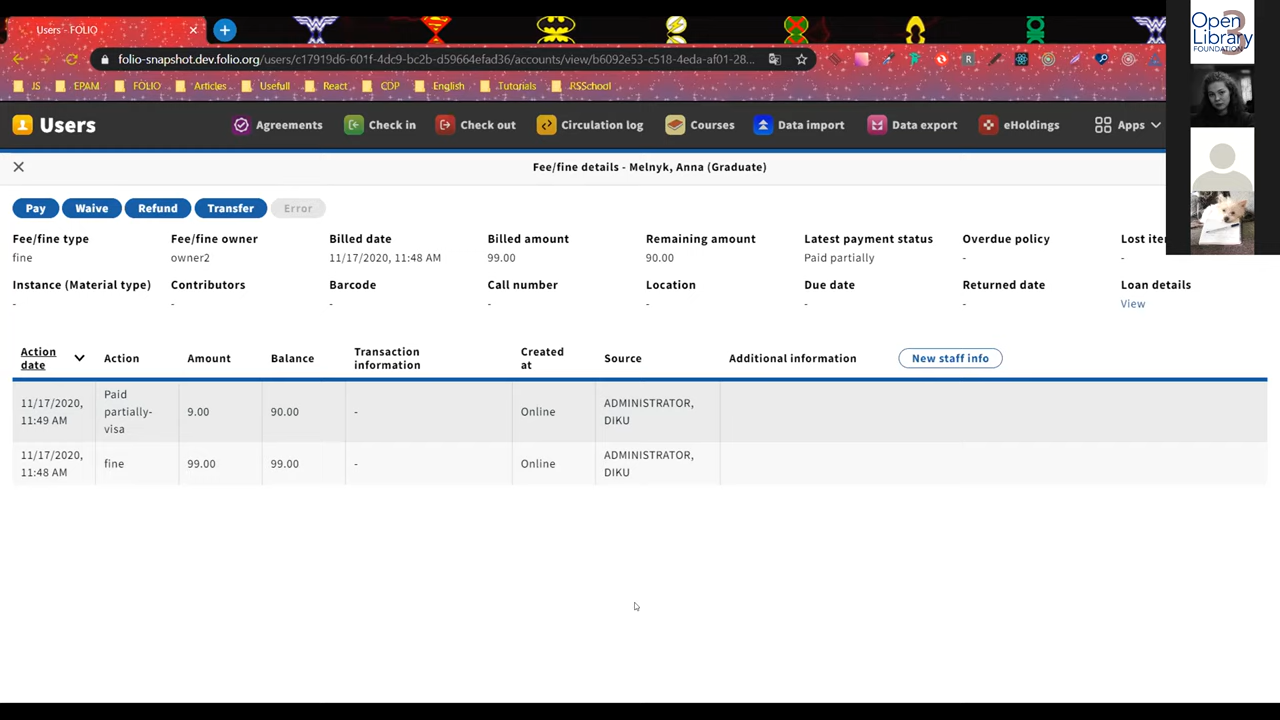 Users - FOLIO
folio-snapshot.dev.folio.org/users/c17919d6-601f-4dc9-bc2b-d59664efad36/accounts/view/b6092e53-c518-4eda-af01-28...
JS EPAM FOLIO Articles Usefull React CDP English Tutorials RSSchool
Users Agreements Check in Check out Circulation log Courses Data import Data export eHoldings Apps
Open
Library
FOUNDATION
3
Fee/fine details - Melnyk, Anna (Graduate)
Pay Waive Refund Transfer Error
Fee/fine type Fee/fine owner Billed date Billed amount Remaining amount Latest payment status Overdue policy Lost ite
fine owner2 11/17/2020, 11:48 AM 99.00 90.00 Paid partially - -
Instance (Material type) Contributors Barcode Call number Location Due date Returned date Loan details
- - - - - - - View
Action date Action Amount Balance Transaction information Created at Source Additional information New staff info
11/17/2020, 11:49 AM Paid partially-visa 9.00 90.00 - Online ADMINISTRATOR, DIKU
11/17/2020, 11:48 AM fine 99.00 99.00 - Online ADMINISTRATOR, DIKU